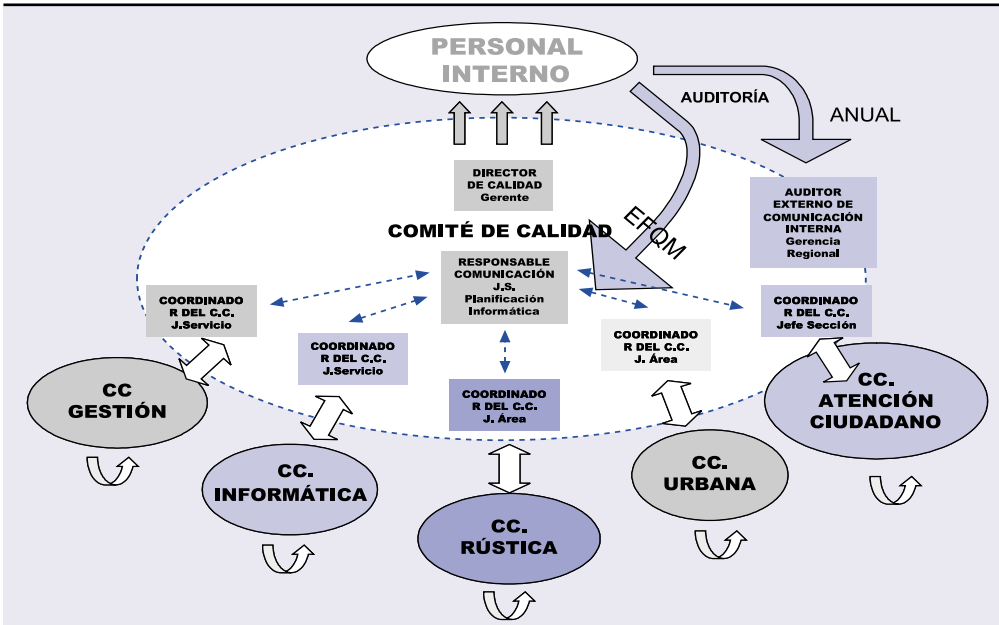 PERSONAL
INTERNO
AUDITORÍA
ANUAL
DIRECTOR
DE CALIDAD
Gerente
AUDITOR
EXTERNO DE
COMUNICACIÓN
INTERNA
Gerencia
Regional
EFQM
COMITÉ DE CALIDAD
RESPONSABLE
COMUNICACIÓN
J.S.
Planificación
Informática
COORDINADO
R DEL C.C.
J.Servicio
COORDINADO
R DEL C.C.
J.Servicio
COORDINADO
R DEL C.C.
J. Área
COORDINADO
R DEL C.C.
J. Área
COORDINADO
R DEL C.C.
Jefe Sección
CC
GESTIÓN
CC.
INFORMÁTICA
CC.
RÚSTICA
CC.
URBANA
CC.
ATENCIÓN
CIUDADANO